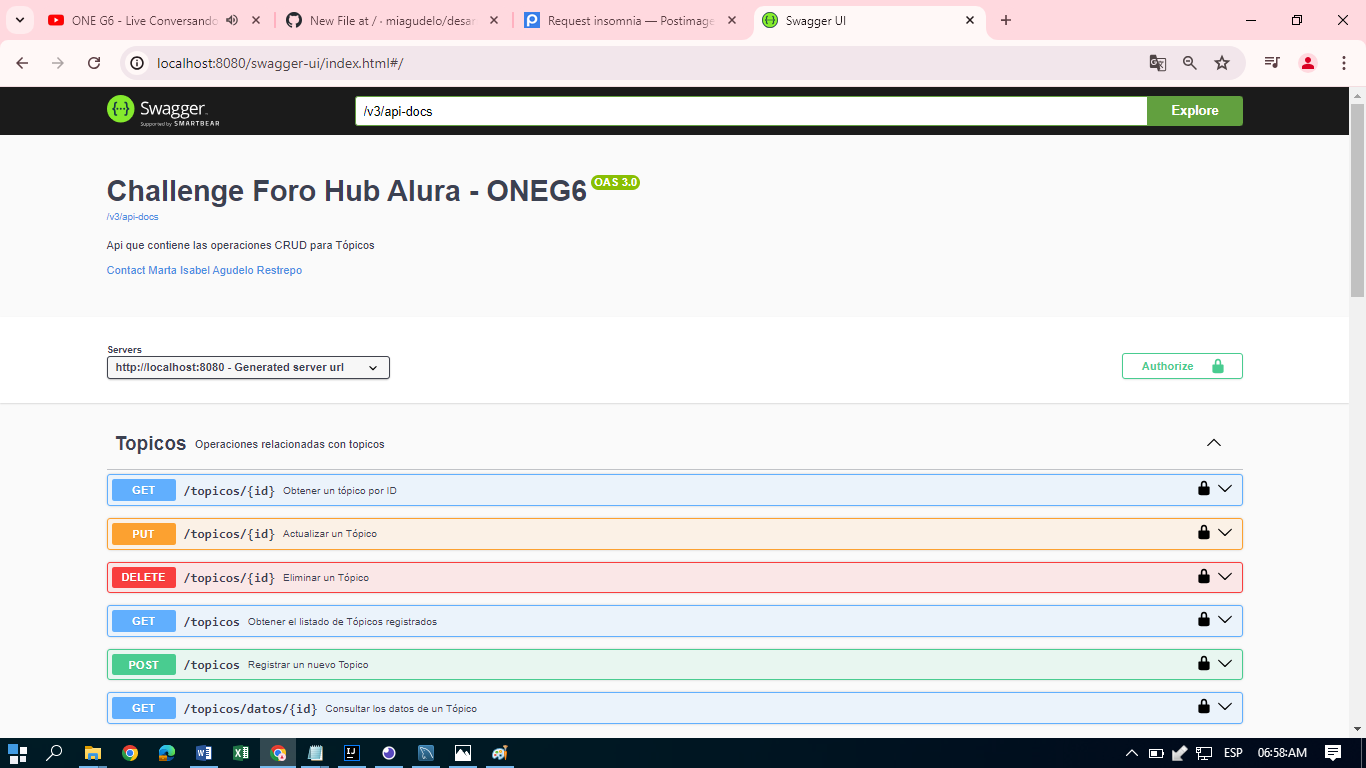 ONE G6 - Live Conversando
New File at / · miagudelo/desar
Request insomnia — Postimage
Swagger UI
localhost:8080/swagger-ui/index.html#/
Swagger
Supported by SMARTBEAR
/v3/api-docs
Explore
Challenge Foro Hub Alura - ONEG6 OAS 3.0
/v3/api-docs
Api que contiene las operaciones CRUD para Tópicos
Contact Marta Isabel Agudelo Restrepo
Servers
http://localhost:8080 - Generated server url
Authorize
Topicos Operaciones relacionadas con topicos
GET /topicos/{id} Obtener un tópico por ID
PUT /topicos/{id} Actualizar un Tópico
DELETE /topicos/{id} Eliminar un Tópico
GET /topicos Obtener el listado de Tópicos registrados
POST /topicos Registrar un nuevo Topico
GET /topicos/datos/{id} Consultar los datos de un Tópico
ESP 06:58AM